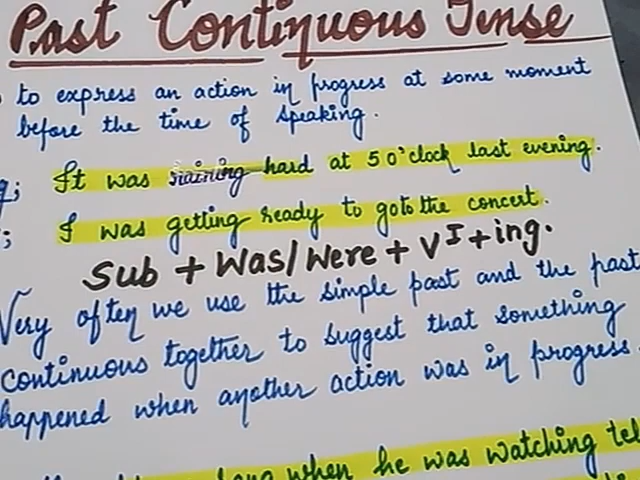 Past Continuous Tense
to express an action in progress at some moment
before the time of speaking.
It was raining hard at 5 0'clock last evening.
I was getting ready to goto the concert.
Sub + Was/Were + V I + ing.
Very often we use the simple past and the past
continuous together to suggest that something
happened when another action was in progress.
when he was watching